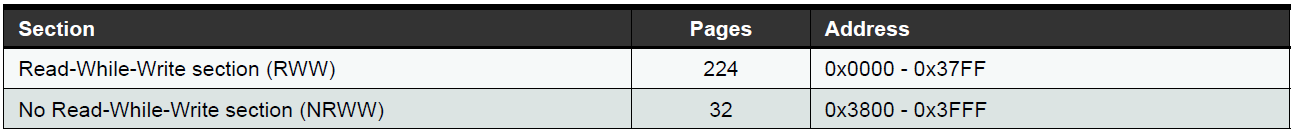 Section Pages Address
Read-While-Write section (RWW) 224 0x0000 - 0x37FF
No Read-While-Write section (NRWW) 32 0x3800 - 0x3FFF